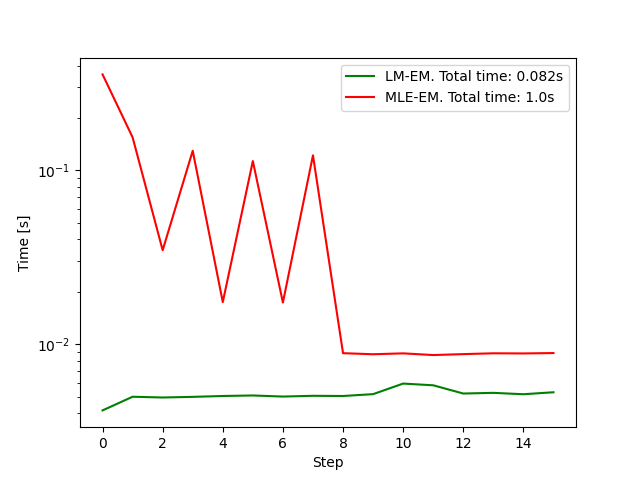 LM-EM. Total time: 0.082s
MLE-EM. Total time: 1.0s
10⁻¹
10⁻²
Time [s]
0 2 4 6 8 10 12 14
Step